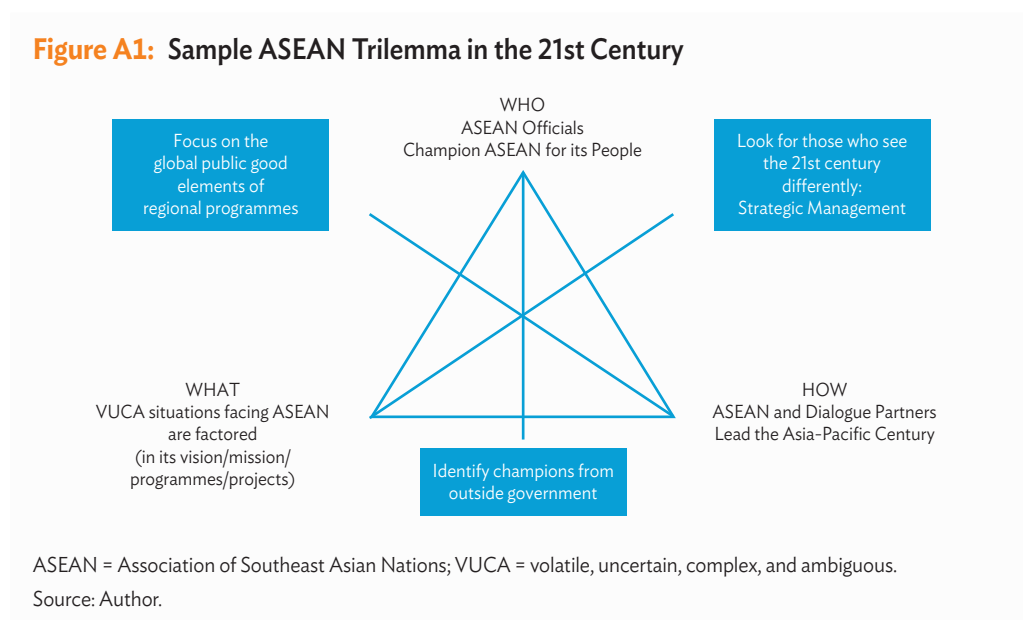 Figure A1: Sample ASEAN Trilemma in the 21st Century
WHO
ASEAN Officials
Champion ASEAN for its People
Focus on the
global public good
elements of
regional programmes
Look for those who see
the 21st century
differently:
Strategic Management
WHAT
VUCA situations facing ASEAN
are factored
(in its vision/mission/
programmes/projects)
HOW
ASEAN and Dialogue Partners
Lead the Asia-Pacific Century
Identify champions from
outside government
ASEAN = Association of Southeast Asian Nations; VUCA = volatile, uncertain, complex, and ambiguous.
Source: Author.